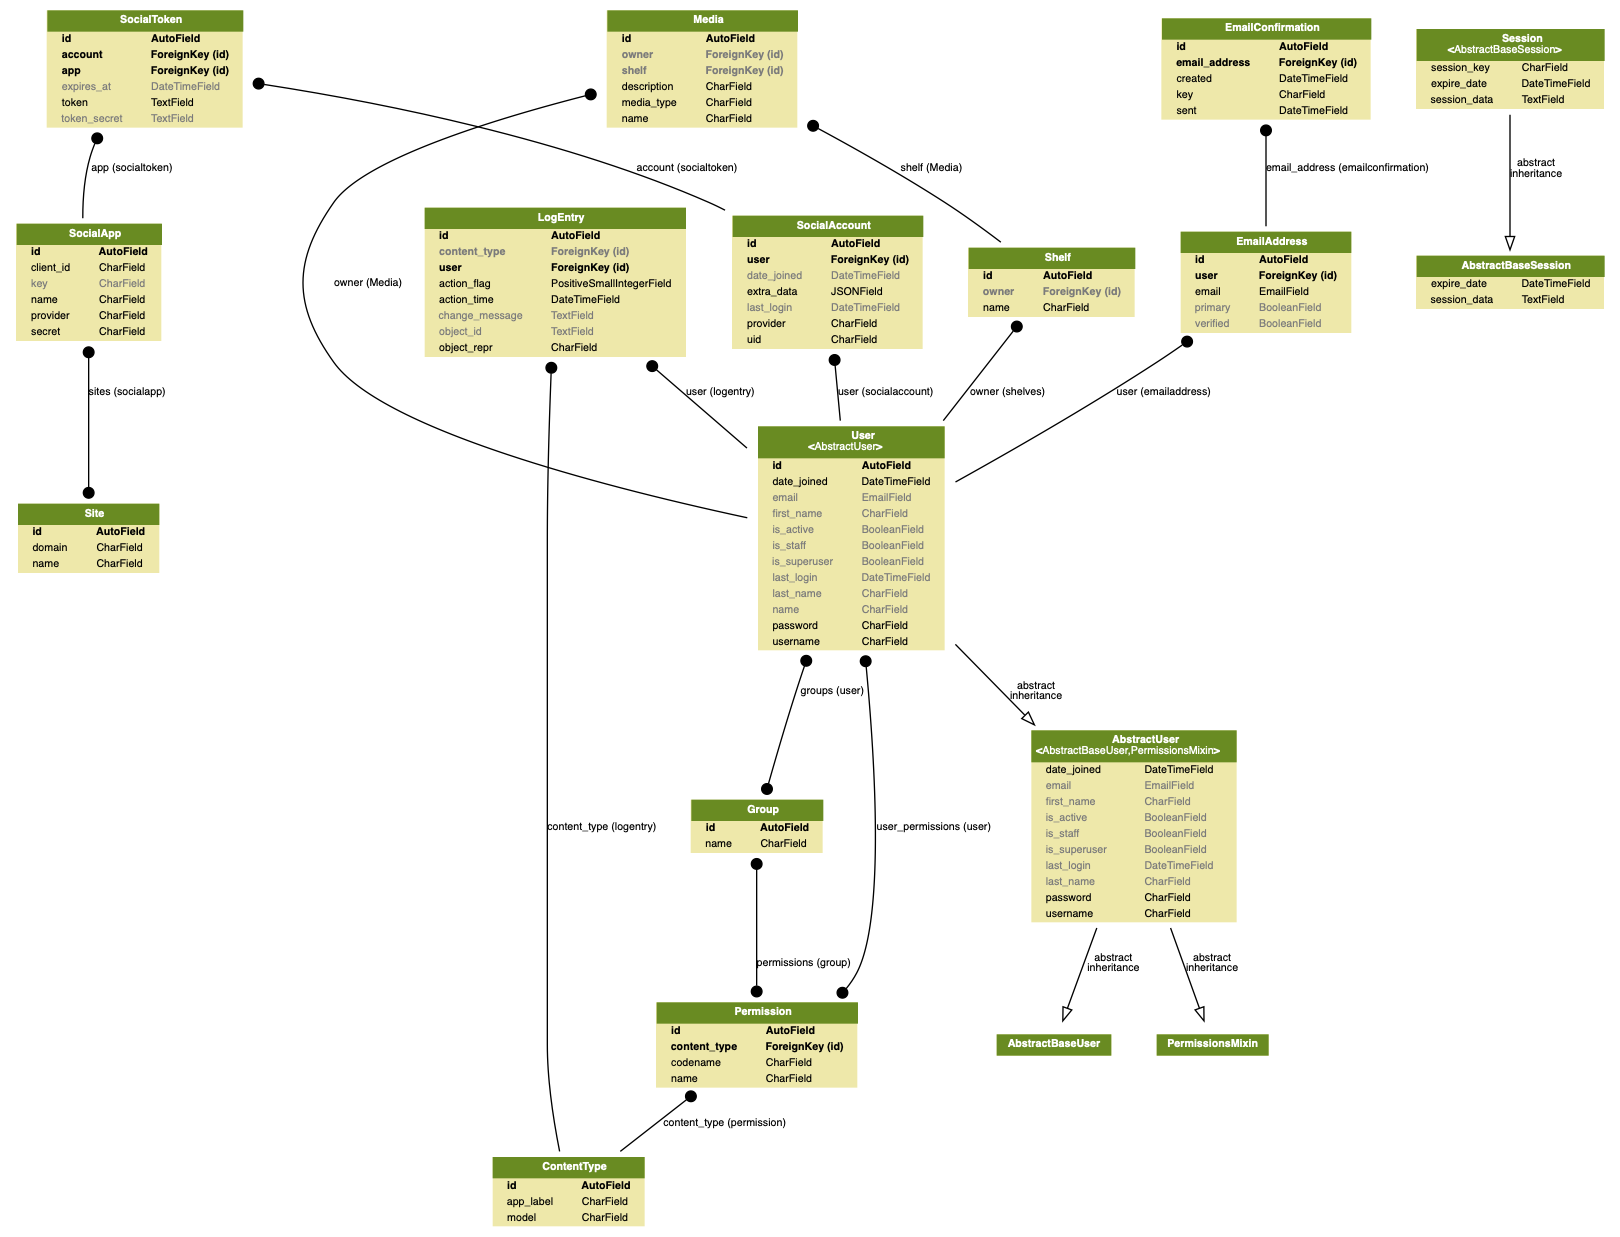 SocialToken
id AutoField
account ForeignKey (id)
app ForeignKey (id)
expires_at DateTimeField
token TextField
token_secret TextField
Media
id AutoField
owner ForeignKey (id)
shelf ForeignKey (id)
description CharField
media_type CharField
name CharField
EmailConfirmation
id AutoField
email_address ForeignKey (id)
created DateTimeField
key CharField
sent DateTimeField
Session
<AbstractBaseSession>
session_key CharField
expire_date DateTimeField
session_data TextField
app (socialtoken)
account (socialtoken)
shelf (Media)
email_address (emailconfirmation)
abstract
inheritance
SocialApp
id AutoField
client_id CharField
key CharField
name CharField
provider CharField
secret CharField
owner (Media)
LogEntry
id AutoField
content_type ForeignKey (id)
user ForeignKey (id)
action_flag PositiveSmallIntegerField
action_time DateTimeField
change_message TextField
object_id TextField
object_repr CharField
SocialAccount
id AutoField
user ForeignKey (id)
date_joined DateTimeField
extra_data JSONField
last_login DateTimeField
provider CharField
uid CharField
Shelf
id AutoField
owner ForeignKey (id)
name CharField
EmailAddress
id AutoField
user ForeignKey (id)
email EmailField
primary BooleanField
verified BooleanField
AbstractBaseSession
expire_date DateTimeField
session_data TextField
sites (socialapp)
user (logentry)
user (socialaccount)
owner (shelves)
user (emailaddress)
Site
id AutoField
domain CharField
name CharField
User
<AbstractUser>
id AutoField
date_joined DateTimeField
email EmailField
first_name CharField
is_active BooleanField
is_staff BooleanField
is_superuser BooleanField
last_login DateTimeField
last_name CharField
name CharField
password CharField
username CharField
groups (user)
abstract
inheritance
AbstractUser
<AbstractBaseUser,PermissionsMixin>
date_joined DateTimeField
email EmailField
first_name CharField
is_active BooleanField
is_staff BooleanField
is_superuser BooleanField
last_login DateTimeField
last_name CharField
password CharField
username CharField
Group
id AutoField
name CharField
content_type (logentry)
user_permissions (user)
permissions (group)
abstract
inheritance
abstract
inheritance
Permission
id AutoField
content_type ForeignKey (id)
codename CharField
name CharField
AbstractBaseUser
PermissionsMixin
content_type (permission)
ContentType
id AutoField
app_label CharField
model CharField